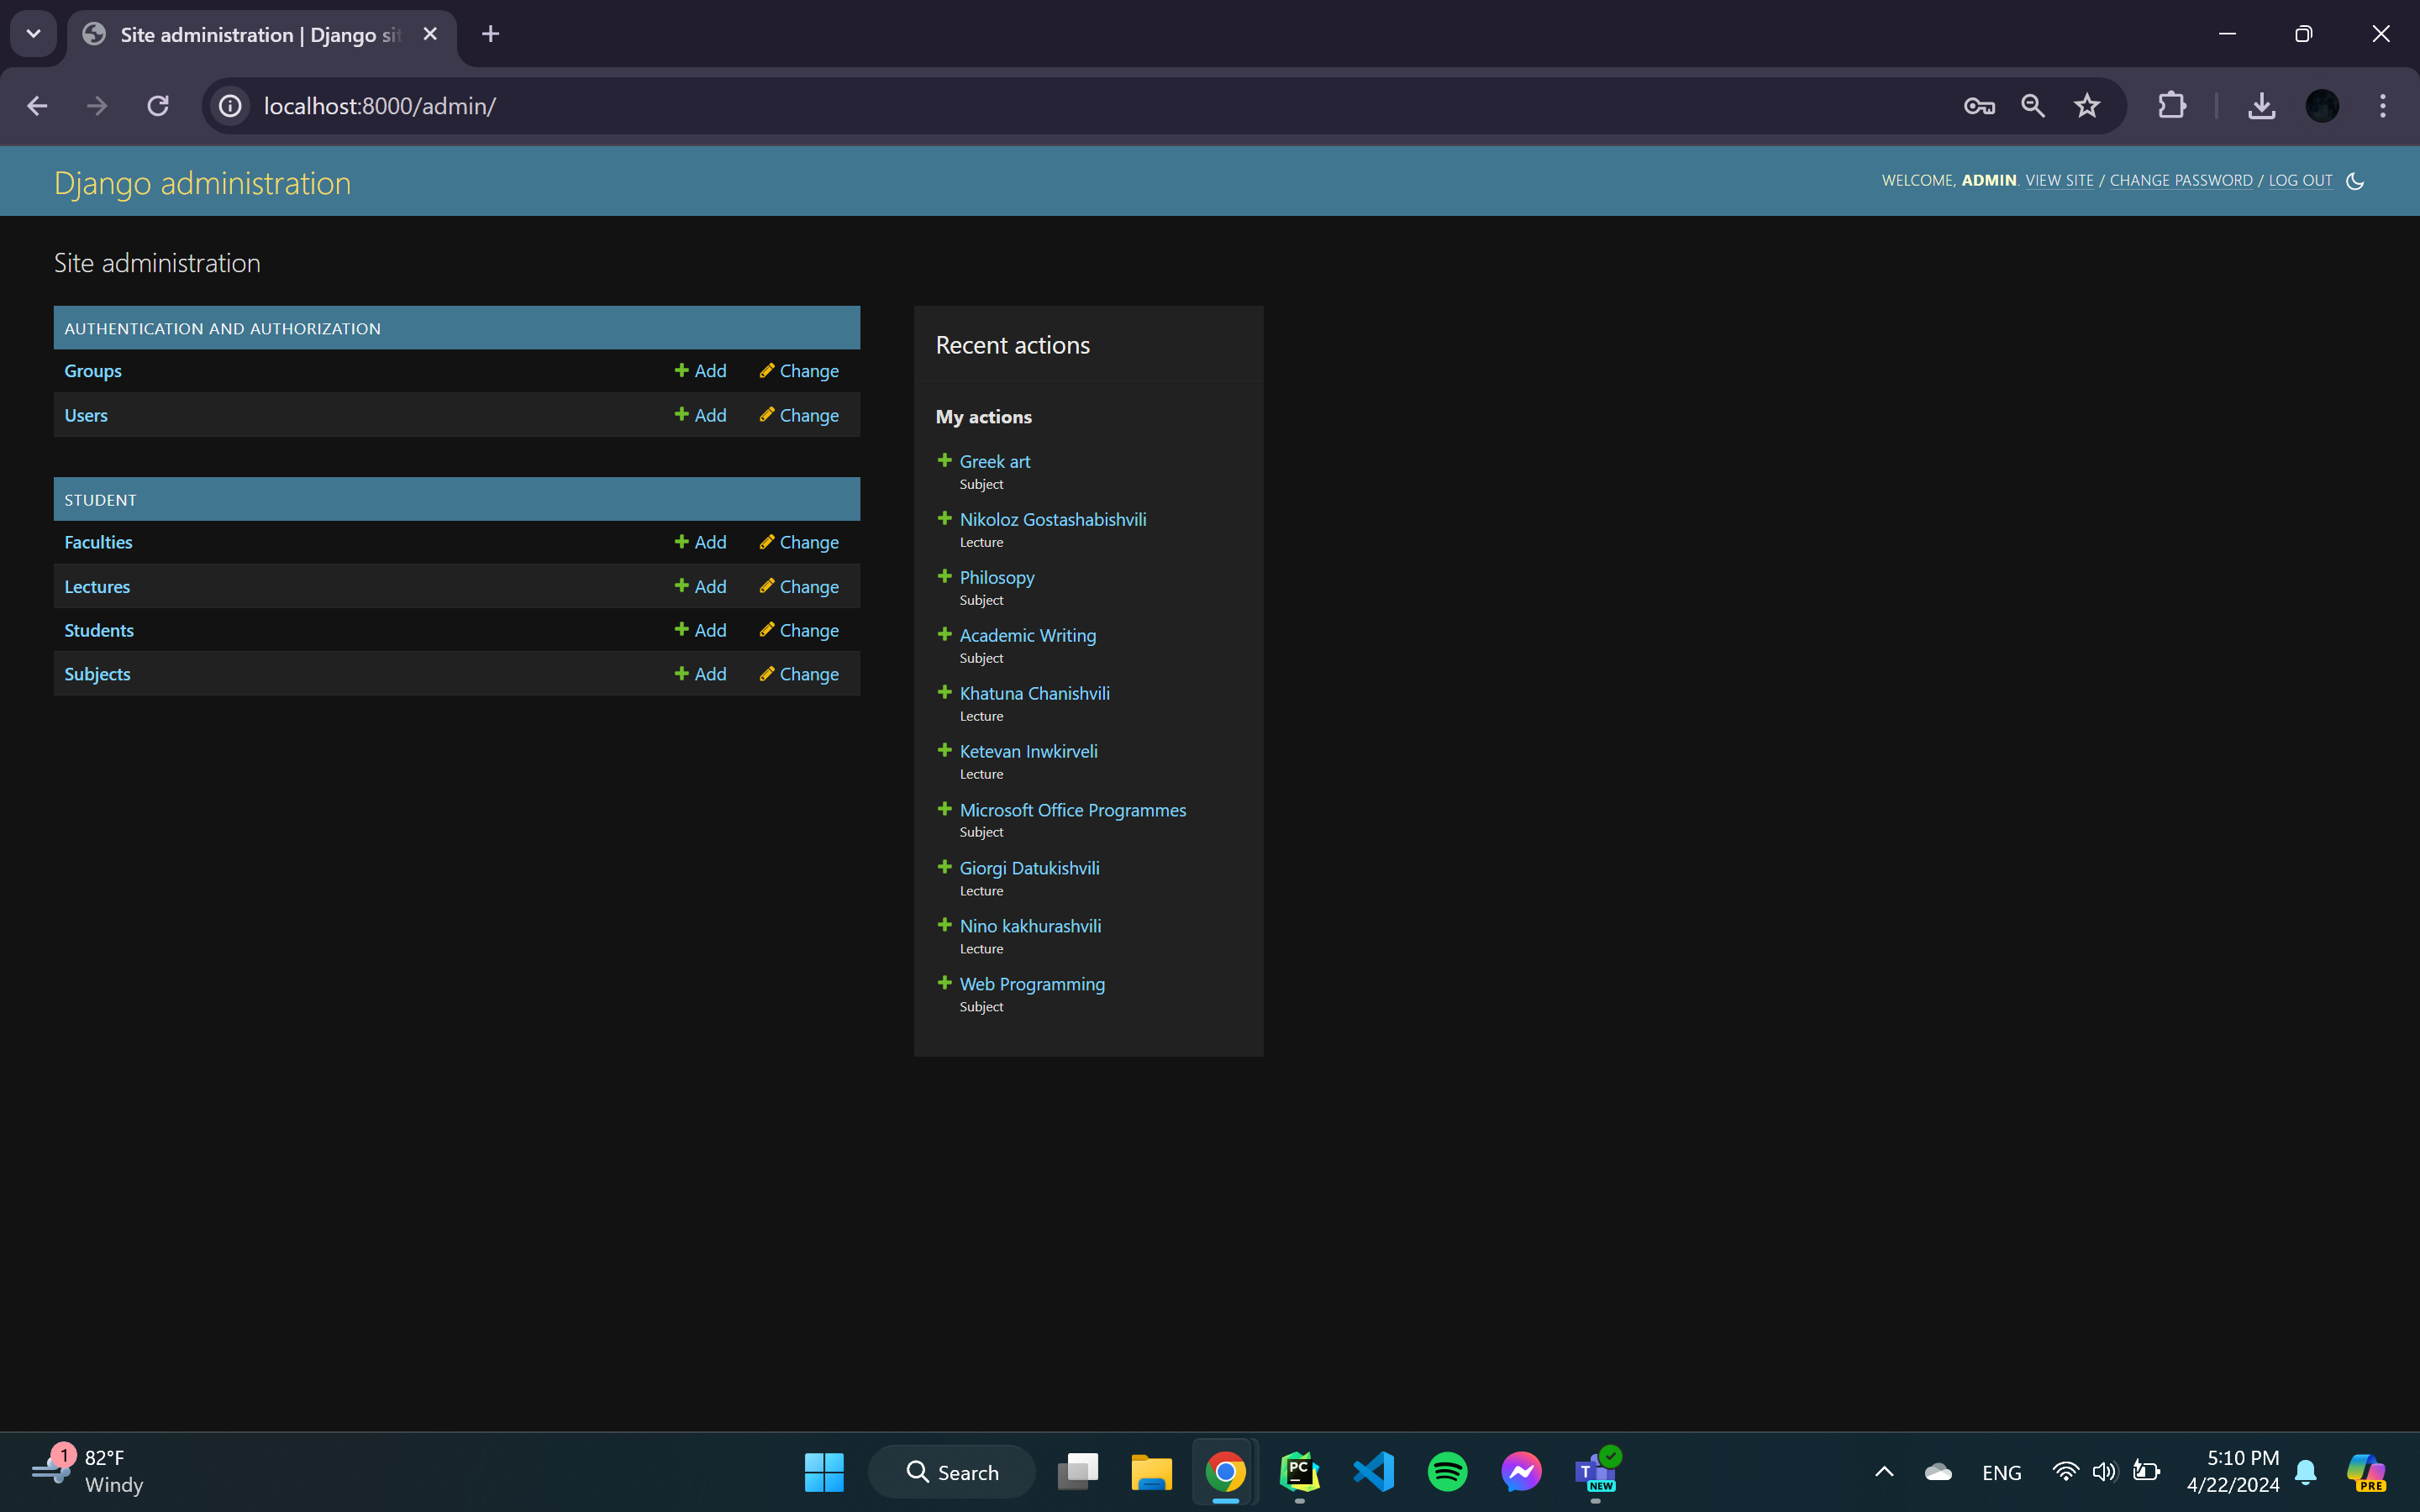 Site administration | Django sit
localhost:8000/admin/
Django administration
WELCOME, ADMIN. VIEW SITE / CHANGE PASSWORD / LOG OUT
Site administration
AUTHENTICATION AND AUTHORIZATION
Groups Add Change
Users Add Change
STUDENT
Faculties Add Change
Lectures Add Change
Students Add Change
Subjects Add Change
Recent actions
My actions
Greek art
Subject
Nikoloz Gostashabishvili
Lecture
Philosopy
Subject
Academic Writing
Subject
Khatuna Chanishvili
Lecture
Ketevan Inwkirveli
Lecture
Microsoft Office Programmes
Subject
Giorgi Datukishvili
Lecture
Nino kakhurashvili
Lecture
Web Programming
Subject
1
82°F
Windy
Search
PC
T
NEW
ENG
5:10 PM
4/22/2024
PRE